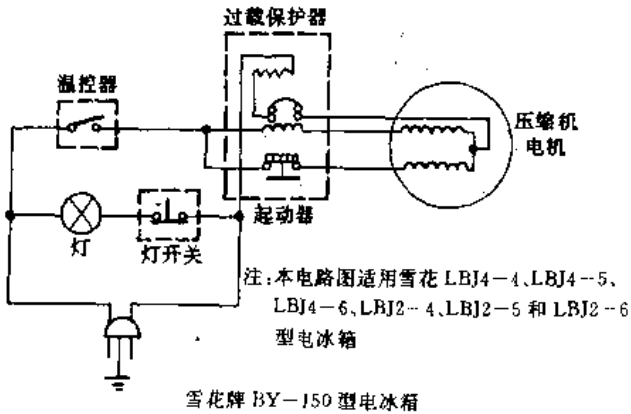 过载保护器
温控器
压缩机
电机
起动器
灯
灯开关
注:本电路图适用雪花 LBJ4-4、LBJ4-5、
LBJ4-6、LBJ2-4、LBJ2-5 和 LBJ2-6
型电冰箱
雪花牌 BY-150 型电冰箱